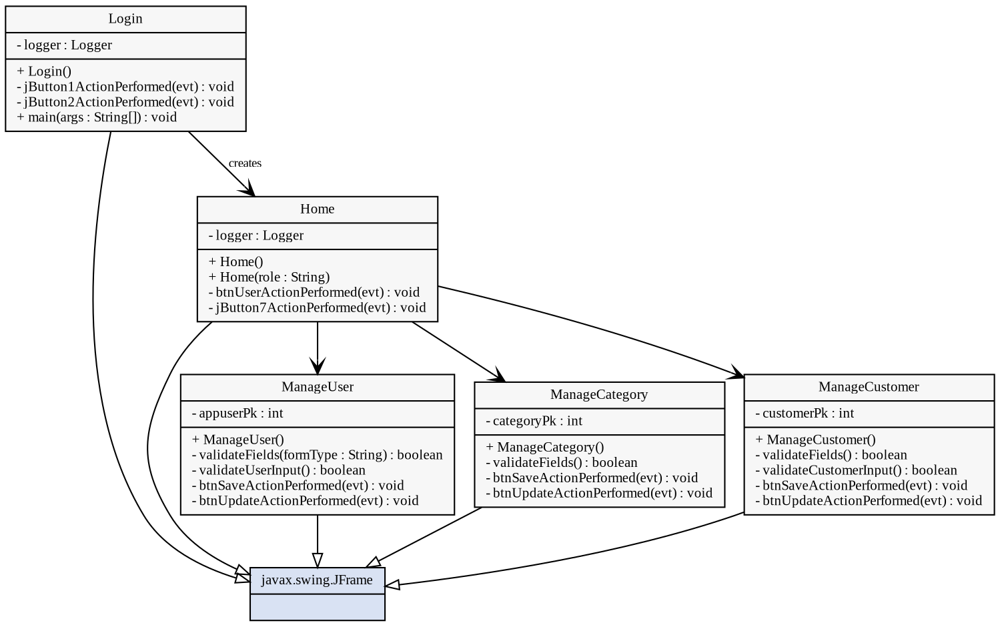 Login
- logger : Logger
+ Login()
- jButton1ActionPerformed(evt) : void
- jButton2ActionPerformed(evt) : void
+ main(args : String[]) : void
creates
Home
- logger : Logger
+ Home()
+ Home(role : String)
- btnUserActionPerformed(evt) : void
- jButton7ActionPerformed(evt) : void
ManageUser
- appuserPk : int
+ ManageUser()
- validateFields(formType : String) : boolean
- validateUserInput() : boolean
- btnSaveActionPerformed(evt) : void
- btnUpdateActionPerformed(evt) : void
ManageCategory
- categoryPk : int
+ ManageCategory()
- validateFields() : boolean
- btnSaveActionPerformed(evt) : void
- btnUpdateActionPerformed(evt) : void
ManageCustomer
- customerPk : int
+ ManageCustomer()
- validateFields() : boolean
- validateCustomerInput() : boolean
- btnSaveActionPerformed(evt) : void
- btnUpdateActionPerformed(evt) : void
javax.swing.JFrame